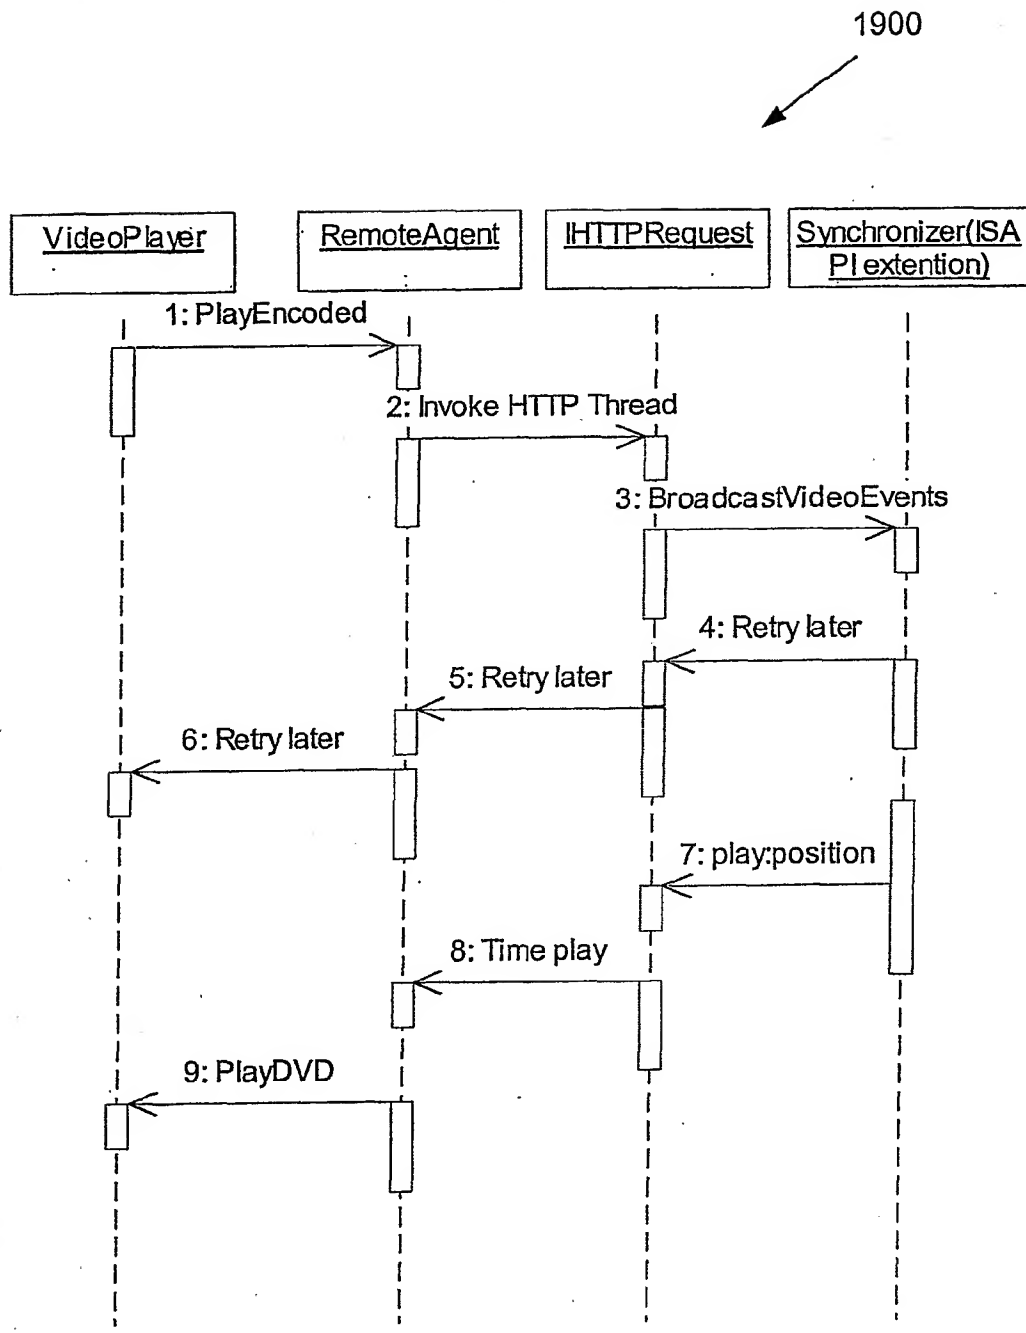 1900
VideoPlayer
RemoteAgent
IHTTPRequest
Synchronizer(ISA
PI extention)
1: PlayEncoded
2: Invoke HTTP Thread
3: BroadcastVideoEvents
4: Retry later
5: Retry later
6: Retry later
7: play:position
8: Time play
9: PlayDVD